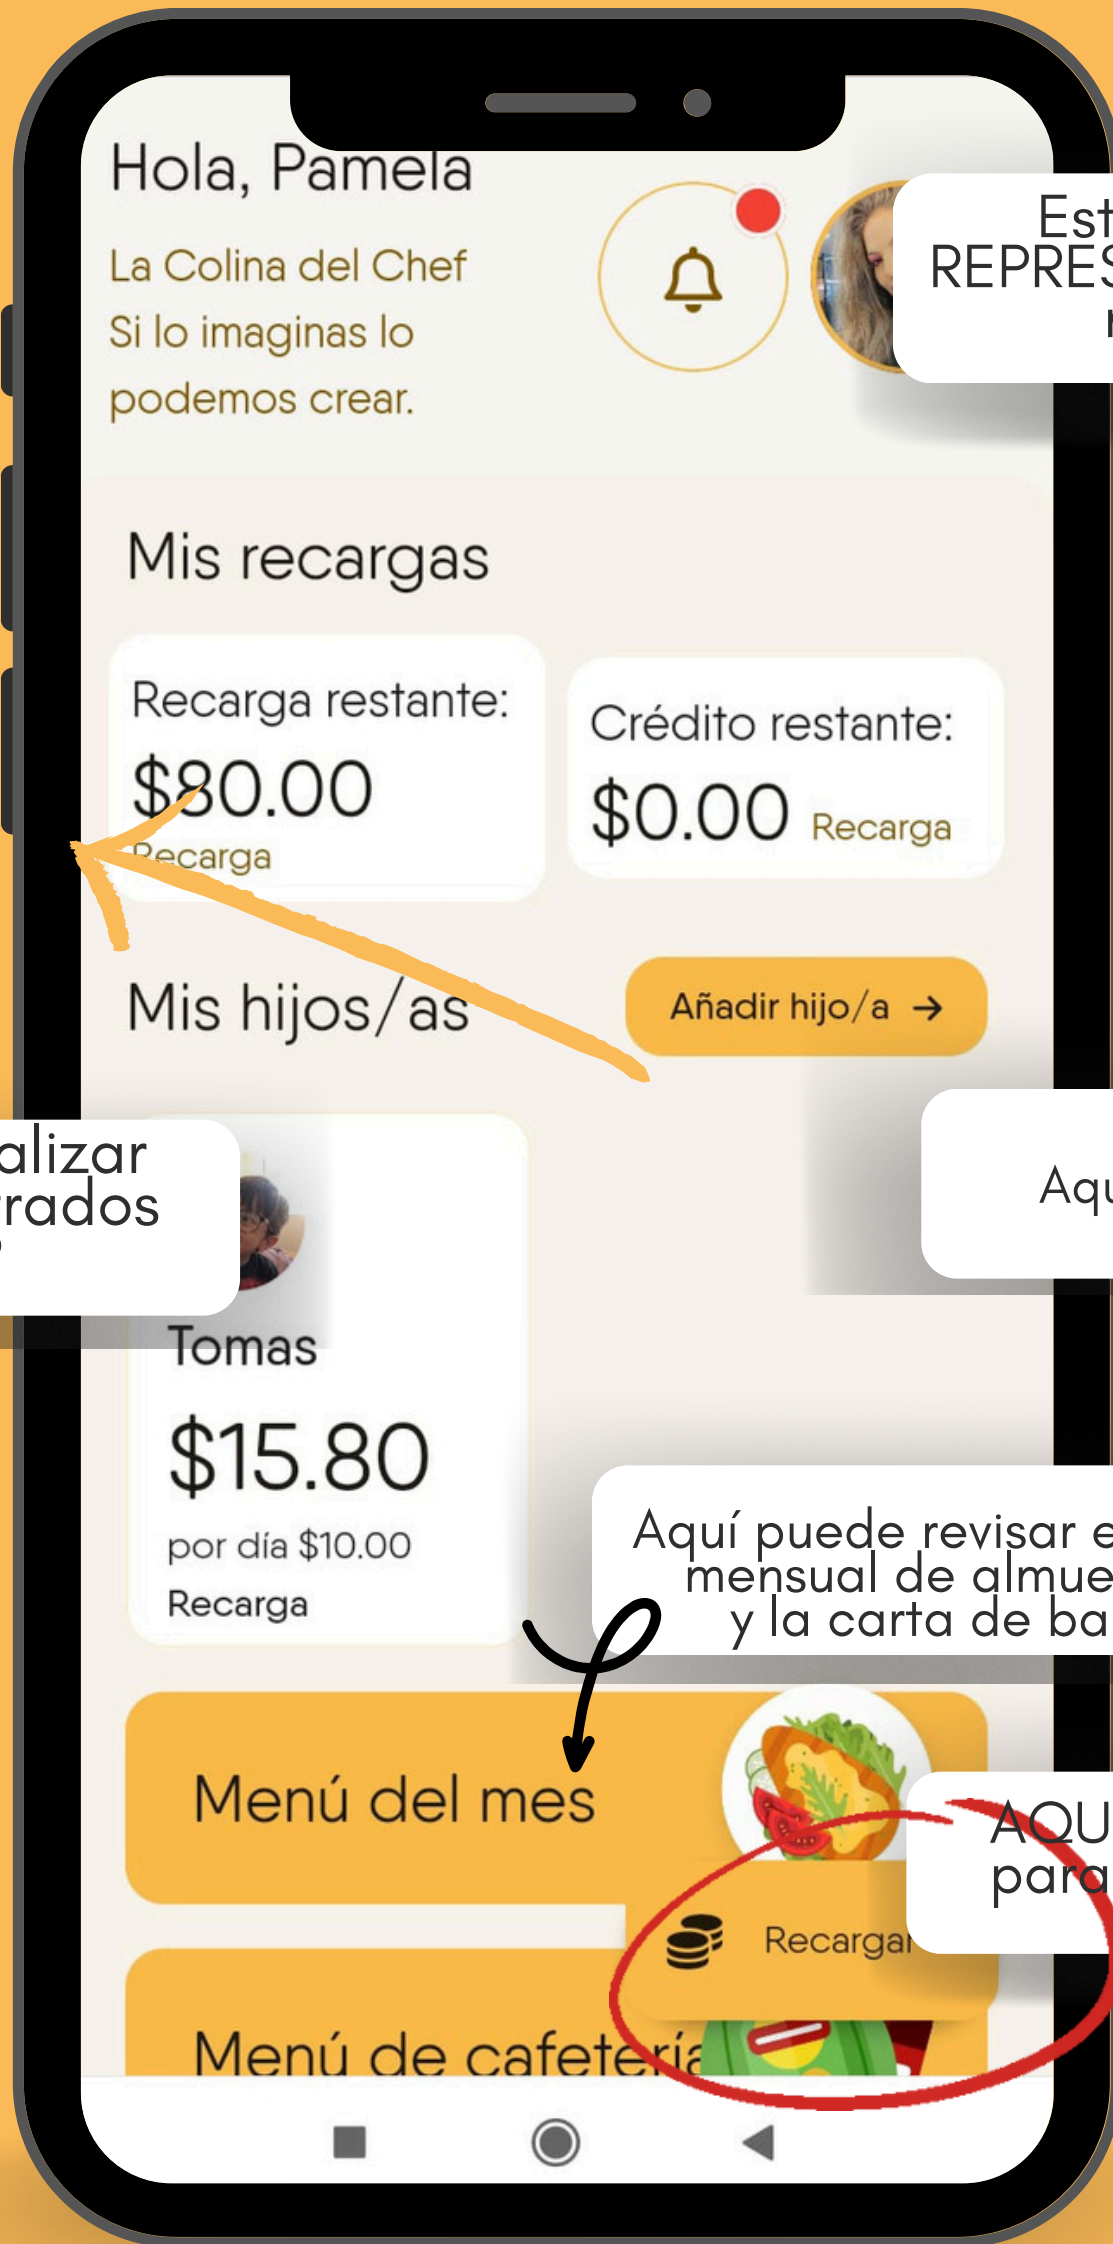 Hola, Pamela
La Colina del Chef
Si lo imaginas lo
podemos crear.
Est
REPRES
Mis recargas
Recarga restante:
$80.00
Recarga
Crédito restante:
$0.00 Recarga
Mis hijos/as
Añadir hijo/a →
alizar
rados
Aqu
Tomas
$15.80
por día $10.00
Recarga
Aquí puede revisar e
mensual de almue
y la carta de ba
Menú del mes
AQU
para
Recargar
Menú de cafetería